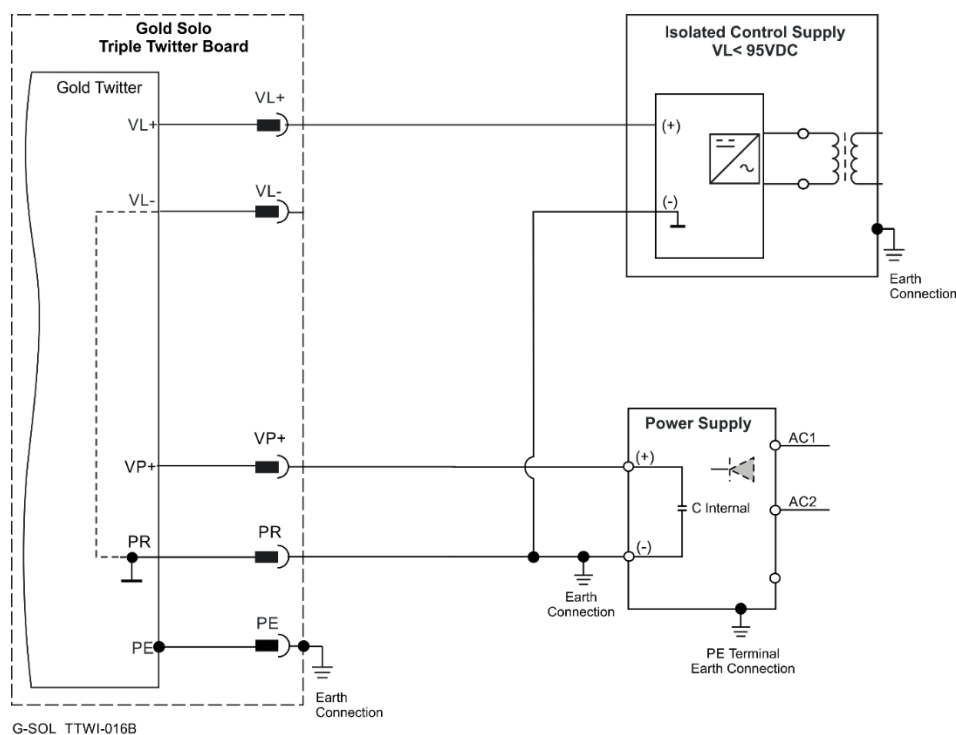 Gold Solo
Triple Twitter Board
Isolated Control Supply
VL< 95VDC
Gold Twitter
VL+
VL+
(+)
VL-
VL-
(-)
Earth
Connection
Power Supply
AC1
VP+
VP+
(+)
C Internal
AC2
PR
PR
(-)
Earth
Connection
PE
PE
PE Terminal
Earth Connection
Earth
Connection
G-SOL TTWI-016B